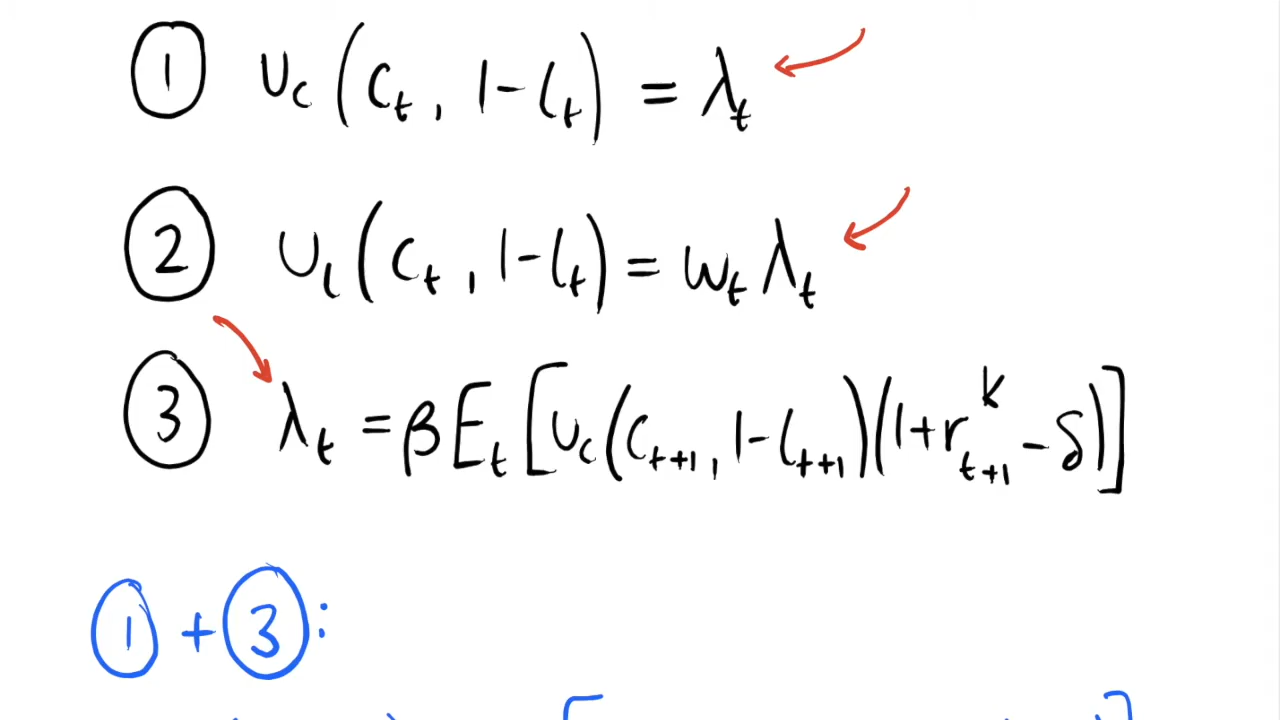 ① u_c(c_t, 1-l_t) = λ_t
② u_l(c_t, 1-l_t) = w_t λ_t
③ λ_t = βE_t[u_c(c_{t+1}, 1-l_{t+1})(1+r^k_{t+1}-δ)]
① + ③: